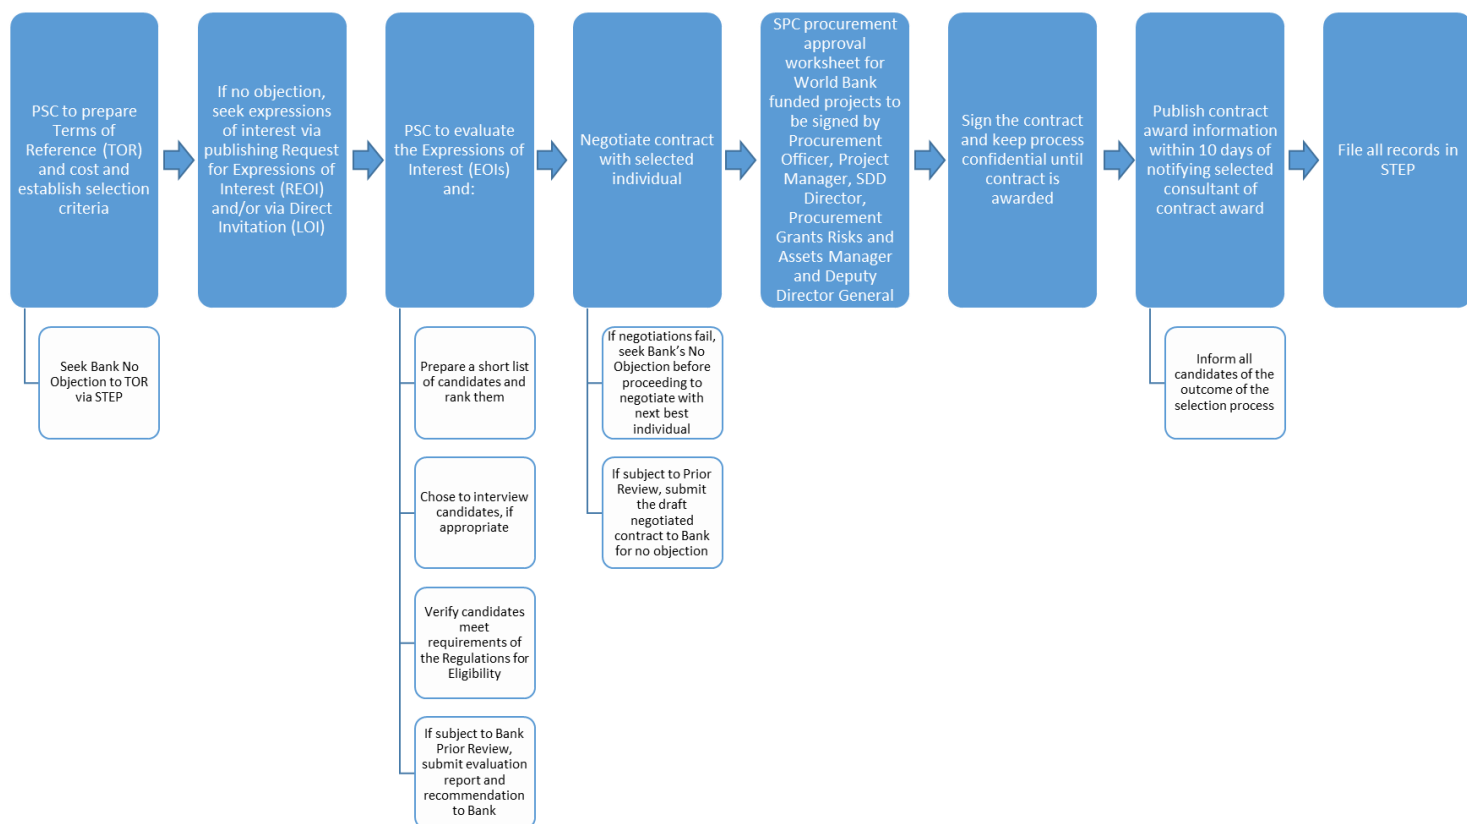 PSC to prepare
Terms of
Reference (TOR)
and cost and
establish selection
criteria
Seek Bank No
Objection to TOR
via STEP
If no objection,
seek expressions
of interest via
publishing Request
for Expressions of
Interest (REOI)
and/or via Direct
Invitation (LOI)
PSC to evaluate
the Expressions of
Interest (EOIs)
and:
Prepare a short list
of candidates and
rank them
Chose to interview
candidates, if
appropriate
Verify candidates
meet
requirements of
the Regulations for
Eligibility
If subject to Bank
Prior Review,
submit evaluation
report and
recommendation
to Bank
Negotiate contract
with selected
individual
If negotiations fail,
seek Bank's No
Objection before
proceeding to
negotiate with
next best
individual
If subject to Prior
Review, submit
the draft
negotiated
contract to Bank
for no objection
SPC procurement
approval
worksheet for
World Bank
funded projects to
be signed by
Procurement
Officer, Project
Manager, SDD
Director,
Procurement
Grants Risks and
Assets Manager
and Deputy
Director General
Sign the contract
and keep process
confidential until
contract is
awarded
Publish contract
award information
within 10 days of
notifying selected
consultant of
contract award
Inform all
candidates of the
outcome of the
selection process
File all records in
STEP